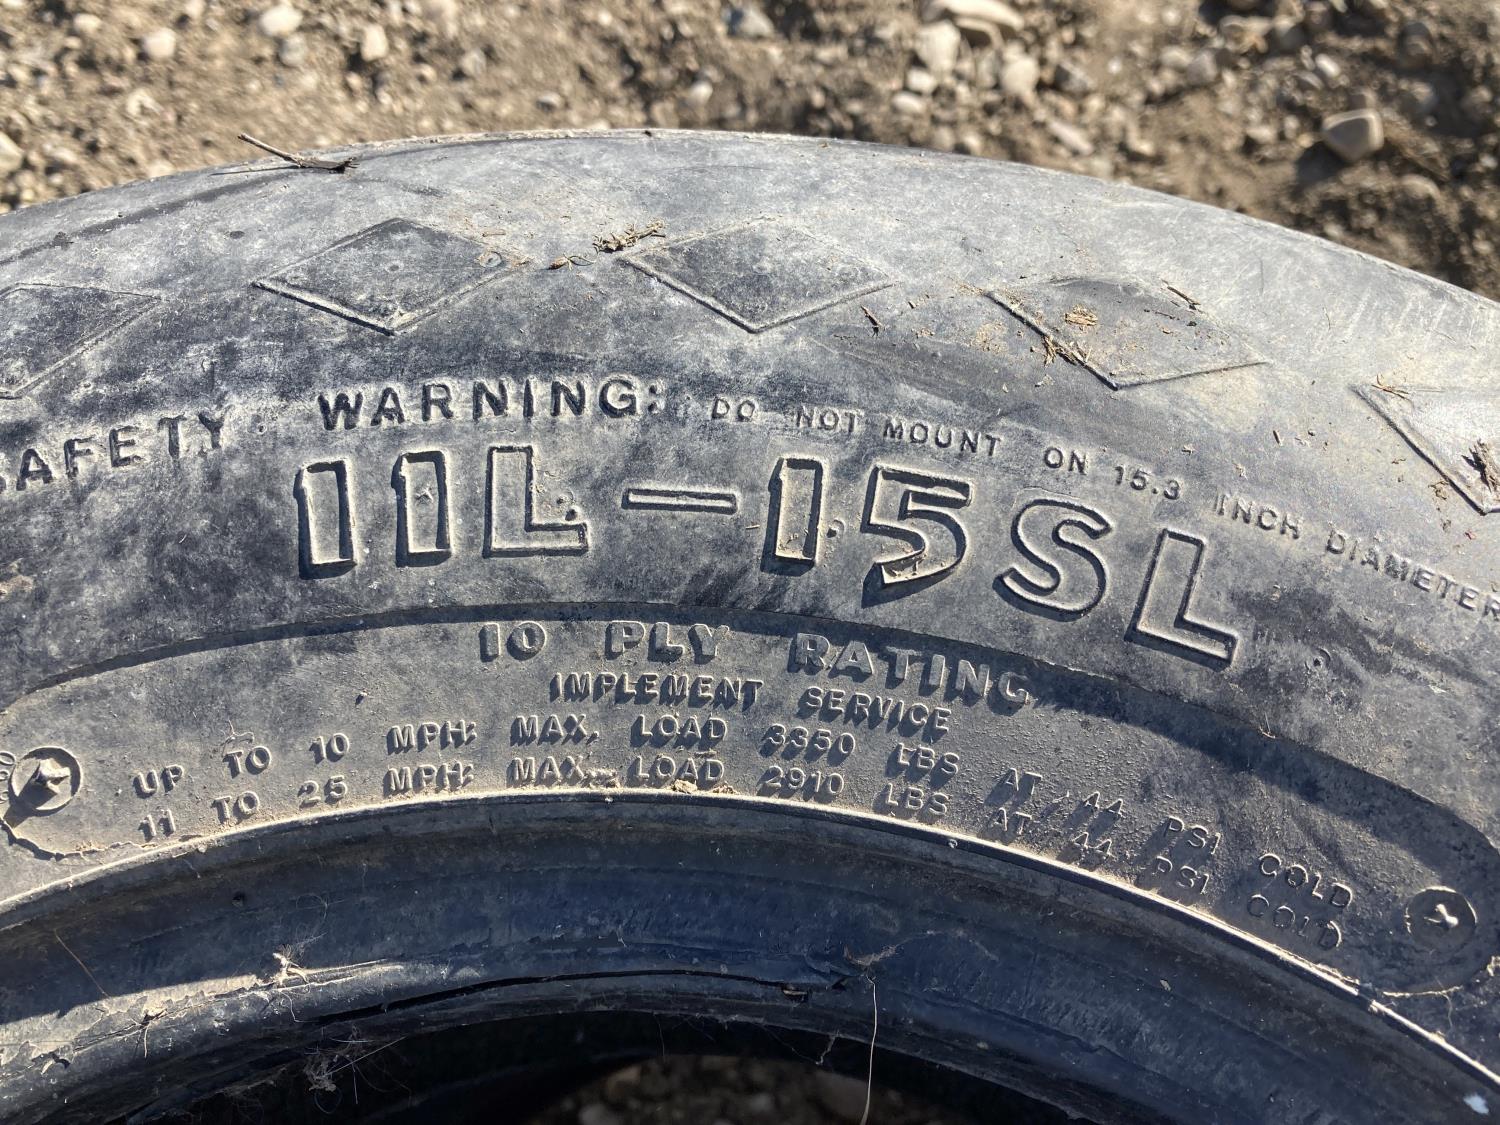 SAFETY WARNING: DO NOT MOUNT ON 15.3 INCH DIAMETER
11L-15SL
10 PLY RATING
IMPLEMENT SERVICE
UP TO 10 MPH: MAX. LOAD 3350 LBS AT 44 PSI COLD
11 TO 25 MPH: MAX. LOAD 2910 LBS AT 44 PSI COLD